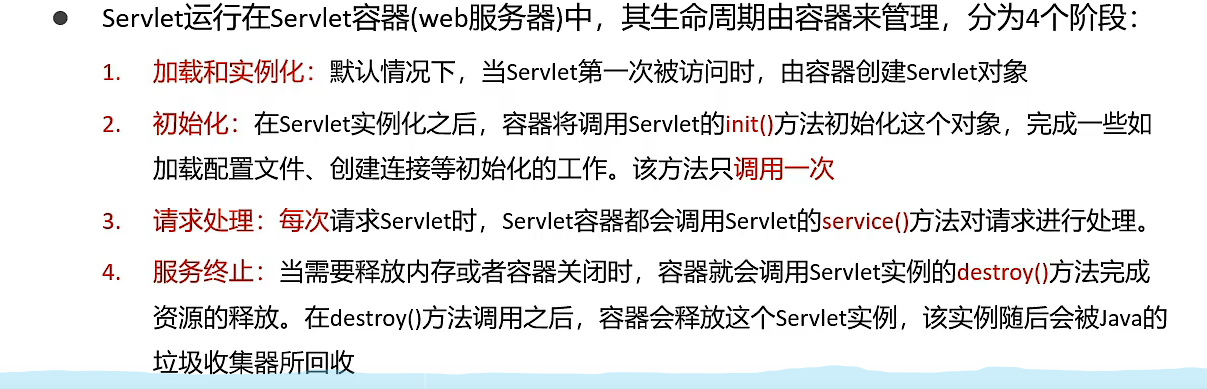 ● Servlet运行在Servlet容器(web服务器)中，其生命周期由容器来管理，分为4个阶段：
1. 加载和实例化：默认情况下，当Servlet第一次被访问时，由容器创建Servlet对象
2. 初始化：在Servlet实例化之后，容器将调用Servlet的init()方法初始化这个对象，完成一些如
加载配置文件、创建连接等初始化的工作。该方法只调用一次
3. 请求处理：每次请求Servlet时，Servlet容器都会调用Servlet的service()方法对请求进行处理。
4. 服务终止：当需要释放内存或者容器关闭时，容器就会调用Servlet实例的destroy()方法完成
资源的释放。在destroy()方法调用之后，容器会释放这个Servlet实例，该实例随后会被Java的
垃圾收集器所回收